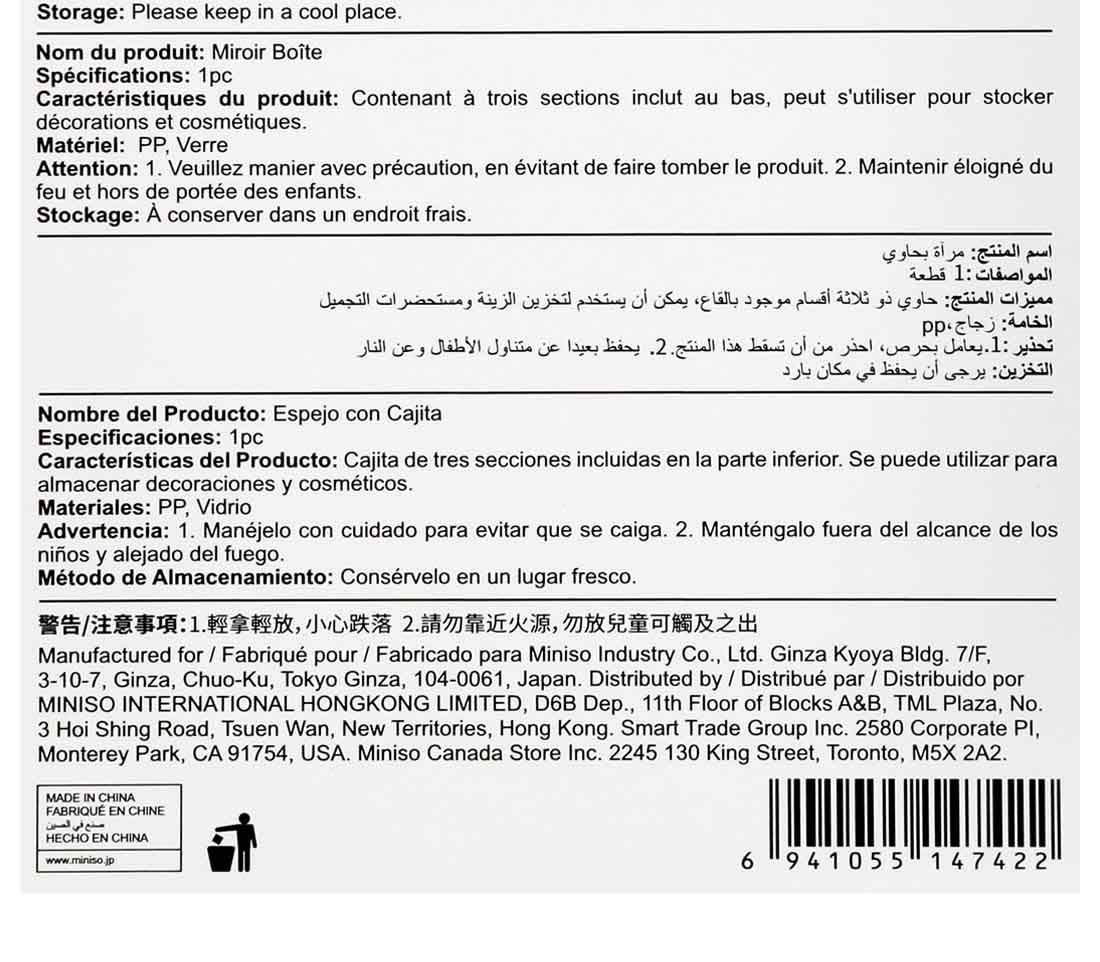 Storage: Please keep in a cool place.
Nom du produit: Miroir Boîte
Spécifications: 1pc
Caractéristiques du produit: Contenant à trois sections inclut au bas, peut s'utiliser pour stocker
décorations et cosmétiques.
Matériel: PP, Verre
Attention: 1. Veuillez manier avec précaution, en évitant de faire tomber le produit. 2. Maintenir éloigné du
feu et hors de portée des enfants.
Stockage: À conserver dans un endroit frais.
اسم المنتج: مرآة بحاوي
المواصفات:1 قطعة
مميزات المنتج: حاوي ذو ثلاثة أقسام موجود بالقاع، يمكن أن يستخدم لتخزين الزينة ومستحضرات التجميل
الخامة: زجاج،pp
تحذير :1.يعامل بحرص، احذر من أن تسقط هذا المنتج.2. يحفظ بعيدا عن متناول الأطفال وعن النار
التخزين: يرجى أن يحفظ في مكان بارد
Nombre del Producto: Espejo con Cajita
Especificaciones: 1pc
Características del Producto: Cajita de tres secciones incluidas en la parte inferior. Se puede utilizar para
almacenar decoraciones y cosméticos.
Materiales: PP, Vidrio
Advertencia: 1. Manéjelo con cuidado para evitar que se caiga. 2. Manténgalo fuera del alcance de los
niños y alejado del fuego.
Método de Almacenamiento: Consérvelo en un lugar fresco.
警告/注意事項:1.輕拿輕放,小心跌落 2.請勿靠近火源,勿放兒童可觸及之出
Manufactured for / Fabriqué pour / Fabricado para Miniso Industry Co., Ltd. Ginza Kyoya Bldg. 7/F,
3-10-7, Ginza, Chuo-Ku, Tokyo Ginza, 104-0061, Japan. Distributed by / Distribué par / Distribuido por
MINISO INTERNATIONAL HONGKONG LIMITED, D6B Dep., 11th Floor of Blocks A&B, TML Plaza, No.
3 Hoi Shing Road, Tsuen Wan, New Territories, Hong Kong. Smart Trade Group Inc. 2580 Corporate Pl,
Monterey Park, CA 91754, USA. Miniso Canada Store Inc. 2245 130 King Street, Toronto, M5X 2A2.
MADE IN CHINA
FABRIQUÉ EN CHINE
صنع في الصين
HECHO EN CHINA
www.miniso.jp
6 941055 147422